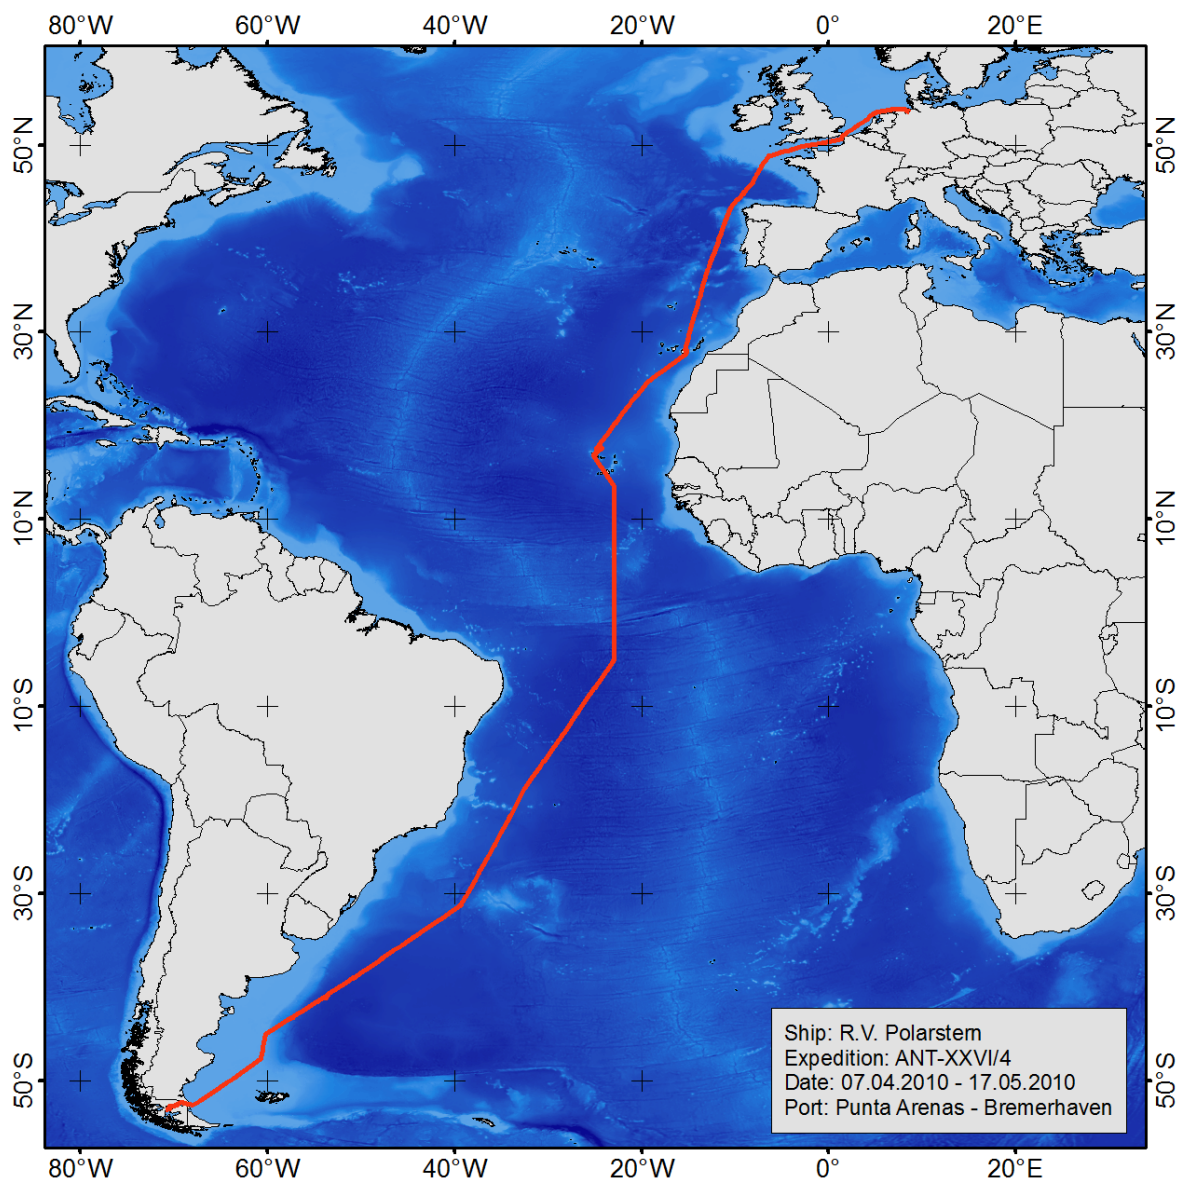 80°W 60°W 40°W 20°W 0° 20°E
50°N 50°N
30°N 30°N
10°N 10°N
10°S 10°S
30°S 30°S
50°S 50°S
Ship: R.V. Polarstern
Expedition: ANT-XXVI/4
Date: 07.04.2010 - 17.05.2010
Port: Punta Arenas - Bremerhaven
80°W 60°W 40°W 20°W 0° 20°E